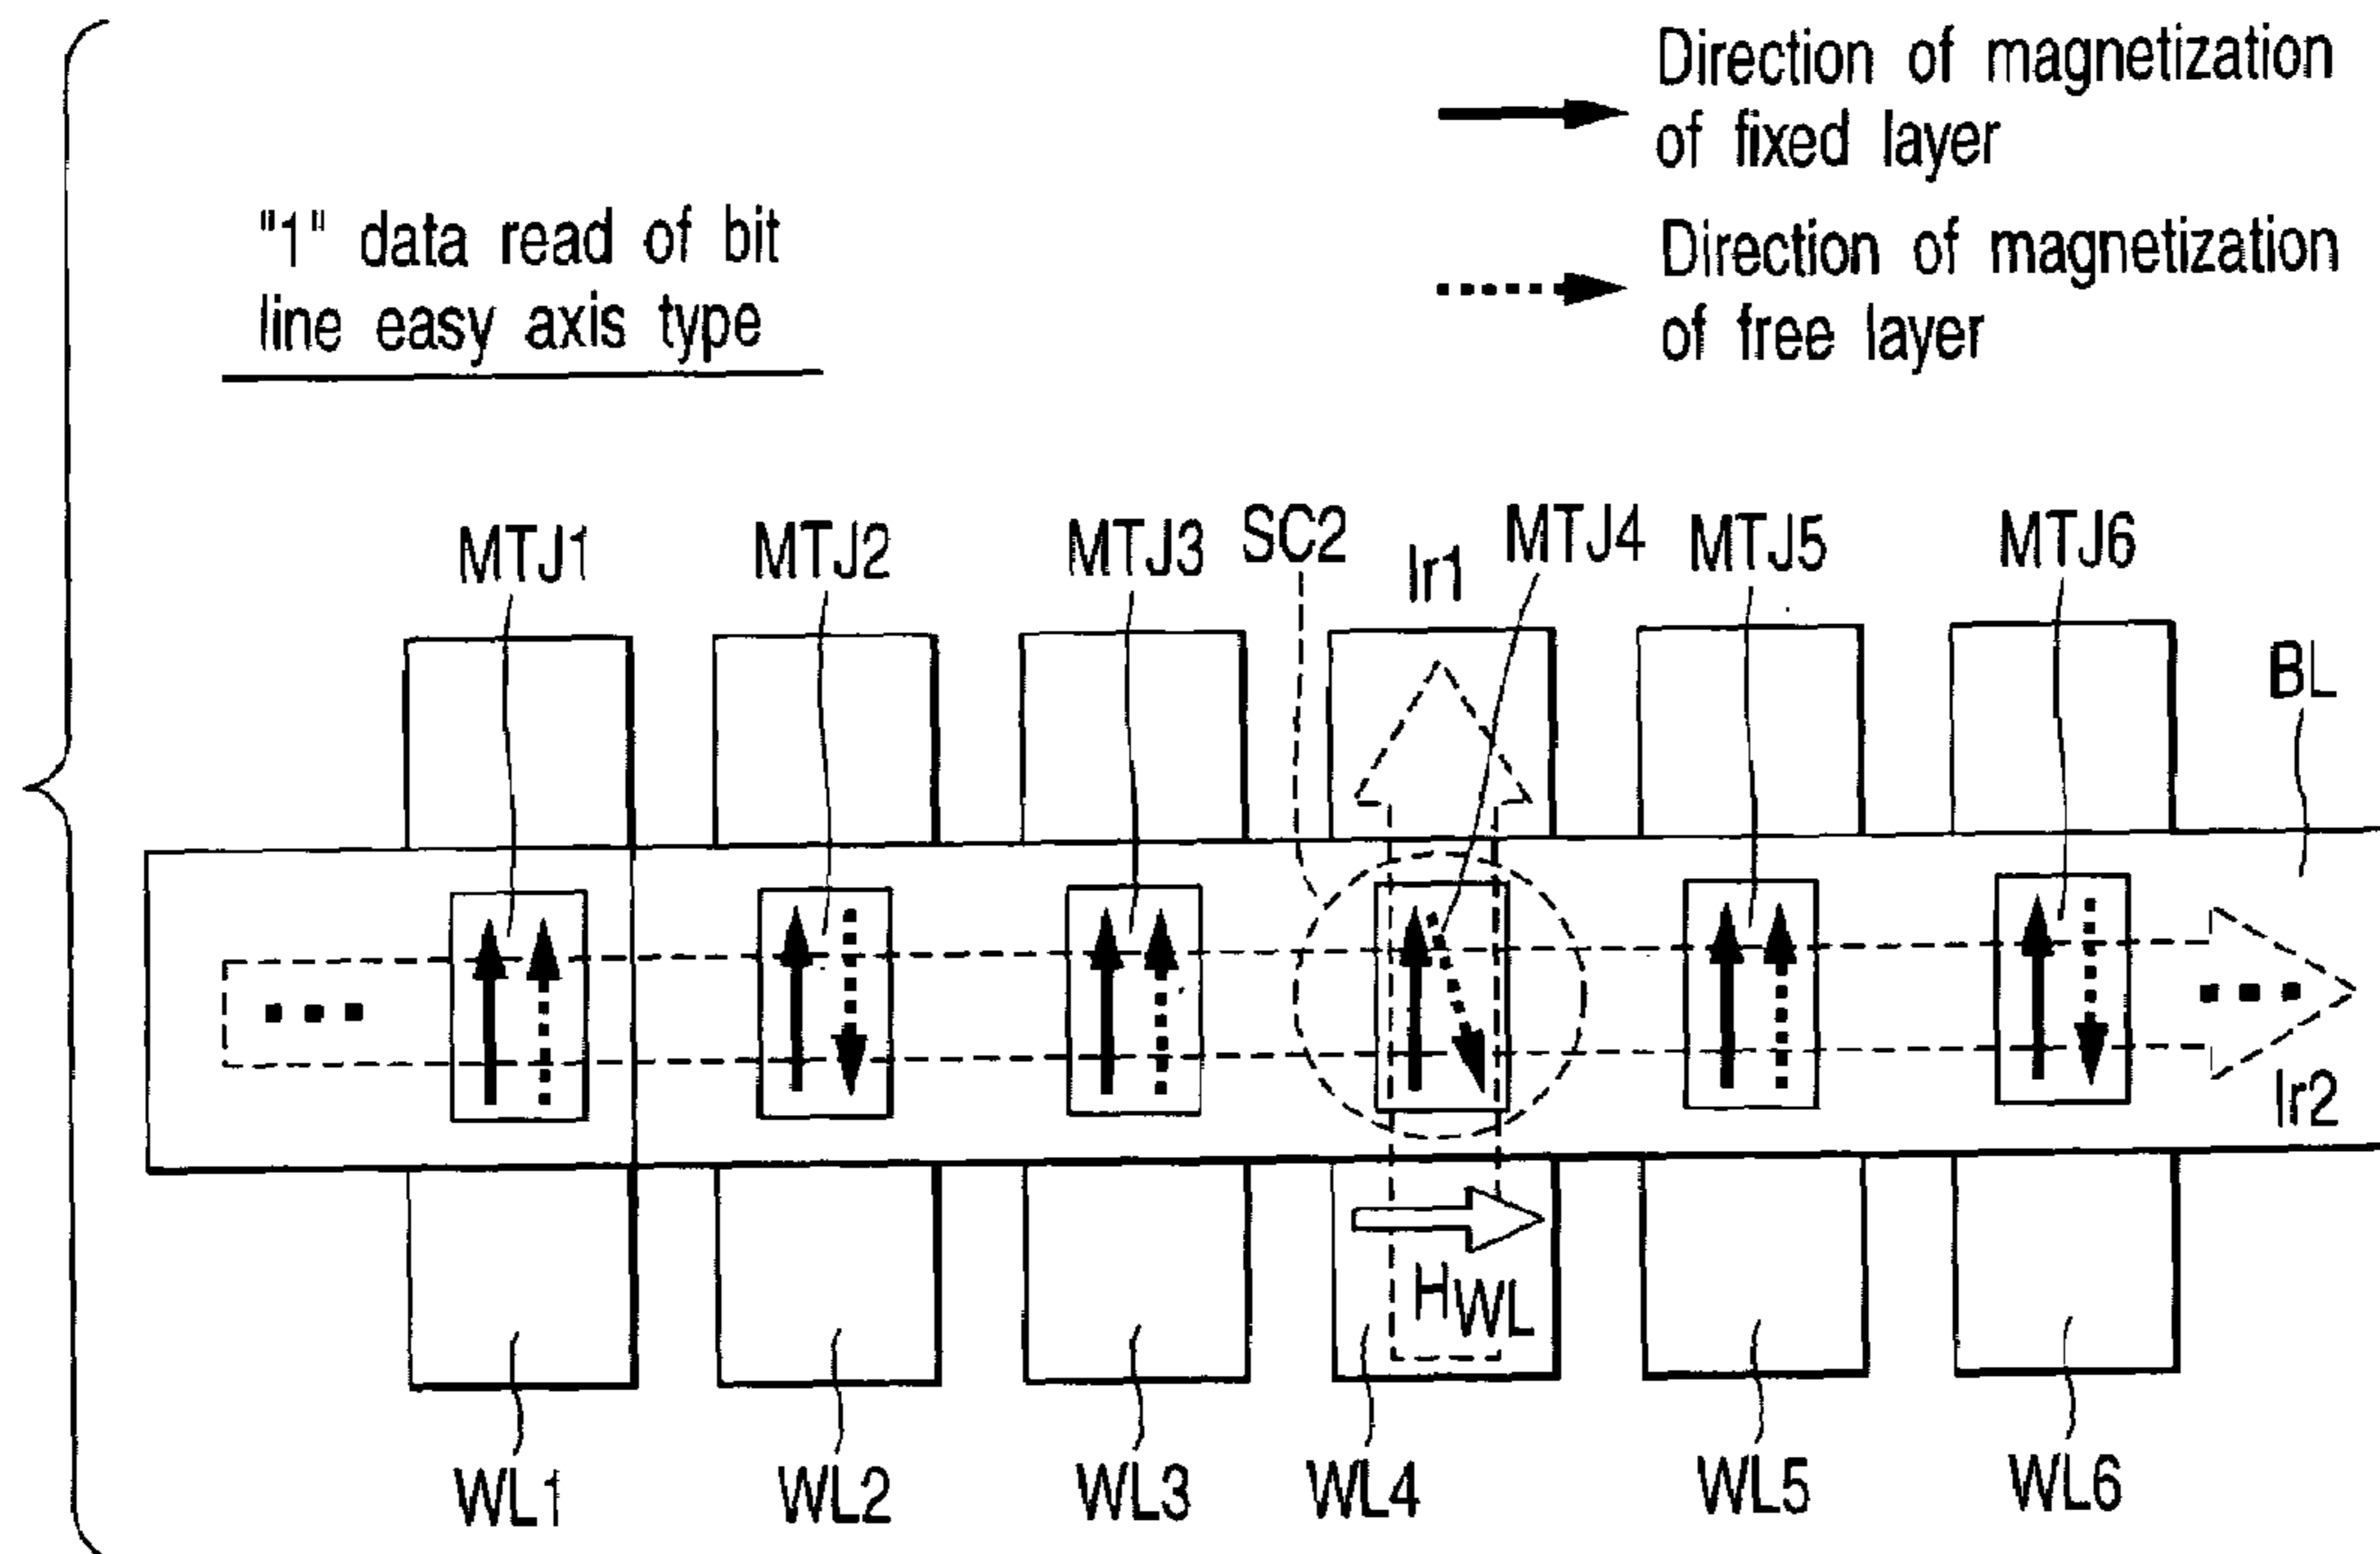 Direction of magnetization
of fixed layer
"1" data read of bit
line easy axis type
Direction of magnetization
of free layer
MTJ1
MTJ2
MTJ3
SC2
Ir1
MTJ4
MTJ5
MTJ6
BL
Ir2
HWL
WL1
WL2
WL3
WL4
WL5
WL6